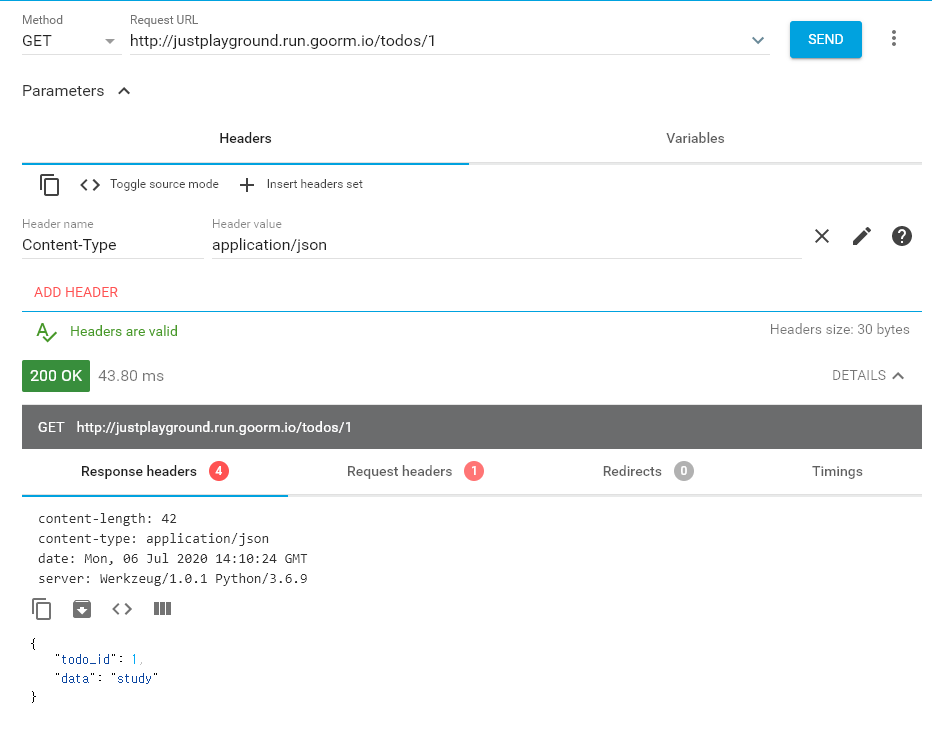 Method Request URL
GET http://justplayground.run.goorm.io/todos/1 SEND
Parameters
Headers Variables
Toggle source mode Insert headers set
Header name Header value
Content-Type application/json
ADD HEADER
Headers are valid Headers size: 30 bytes
200 OK 43.80 ms DETAILS
GET http://justplayground.run.goorm.io/todos/1
Response headers 4 Request headers 1 Redirects 0 Timings
content-length: 42
content-type: application/json
date: Mon, 06 Jul 2020 14:10:24 GMT
server: Werkzeug/1.0.1 Python/3.6.9
{
"todo_id": 1,
"data": "study"
}